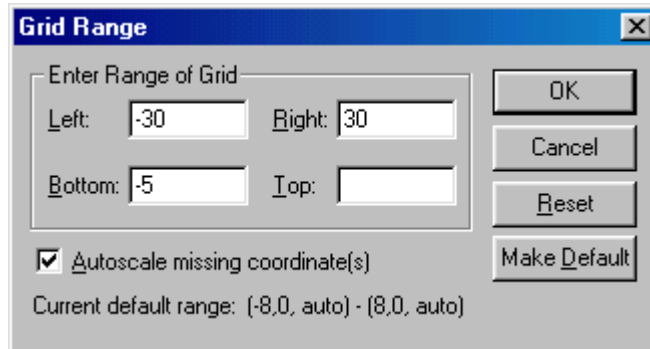 Grid Range
Enter Range of Grid
Left: -30 Right: 30
Bottom: -5 Top:
Autoscale missing coordinate(s)
Current default range: (-8,0, auto) - (8,0, auto)
OK
Cancel
Reset
Make Default